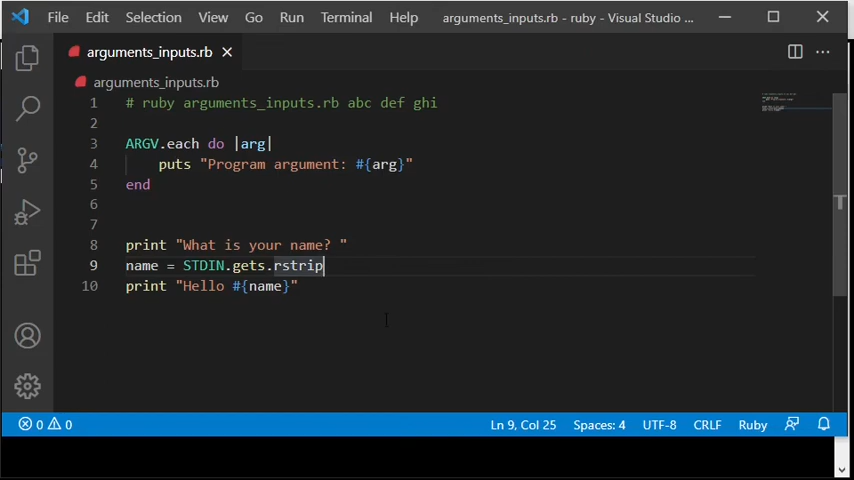 File Edit Selection View Go Run Terminal Help arguments_inputs.rb - ruby - Visual Studio ...
arguments_inputs.rb
arguments_inputs.rb
1 # ruby arguments_inputs.rb abc def ghi
2
3 ARGV.each do |arg|
4 puts "Program argument: #{arg}"
5 end
6
7
8 print "What is your name? "
9 name = STDIN.gets.rstrip
10 print "Hello #{name}"
0 0 Ln 9, Col 25 Spaces: 4 UTF-8 CRLF Ruby